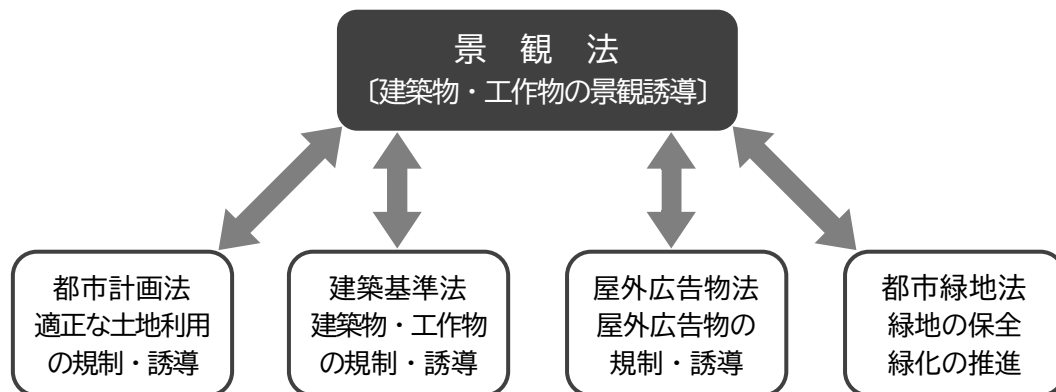 景 観 法
〔建築物・工作物の景観誘導〕
都市計画法
適正な土地利用
の規制・誘導
建築基準法
建築物・工作物
の規制・誘導
屋外広告物法
屋外広告物の
規制・誘導
都市緑地法
緑地の保全
緑化の推進